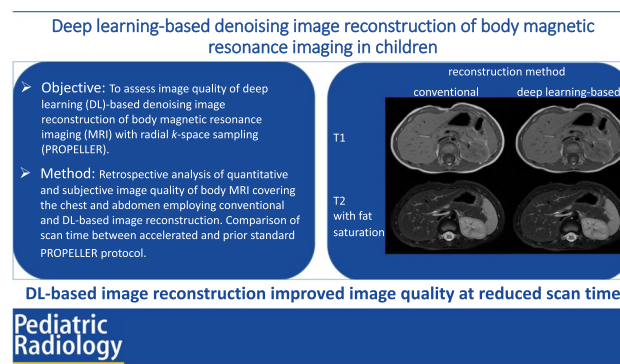 Deep learning-based denoising image reconstruction of body magnetic
resonance imaging in children
➢ Objective: To assess image quality of deep
learning (DL)-based denoising image
reconstruction of body magnetic resonance
imaging (MRI) with radial k-space sampling
(PROPELLER).
➢ Method: Retrospective analysis of quantitative
and subjective image quality of body MRI covering
the chest and abdomen employing conventional
and DL-based image reconstruction. Comparison of
scan time between accelerated and prior standard
PROPELLER protocol.
reconstruction method
conventional deep learning-based
T1
T2
with fat
saturation
DL-based image reconstruction improved image quality at reduced scan time
Pediatric
Radiology